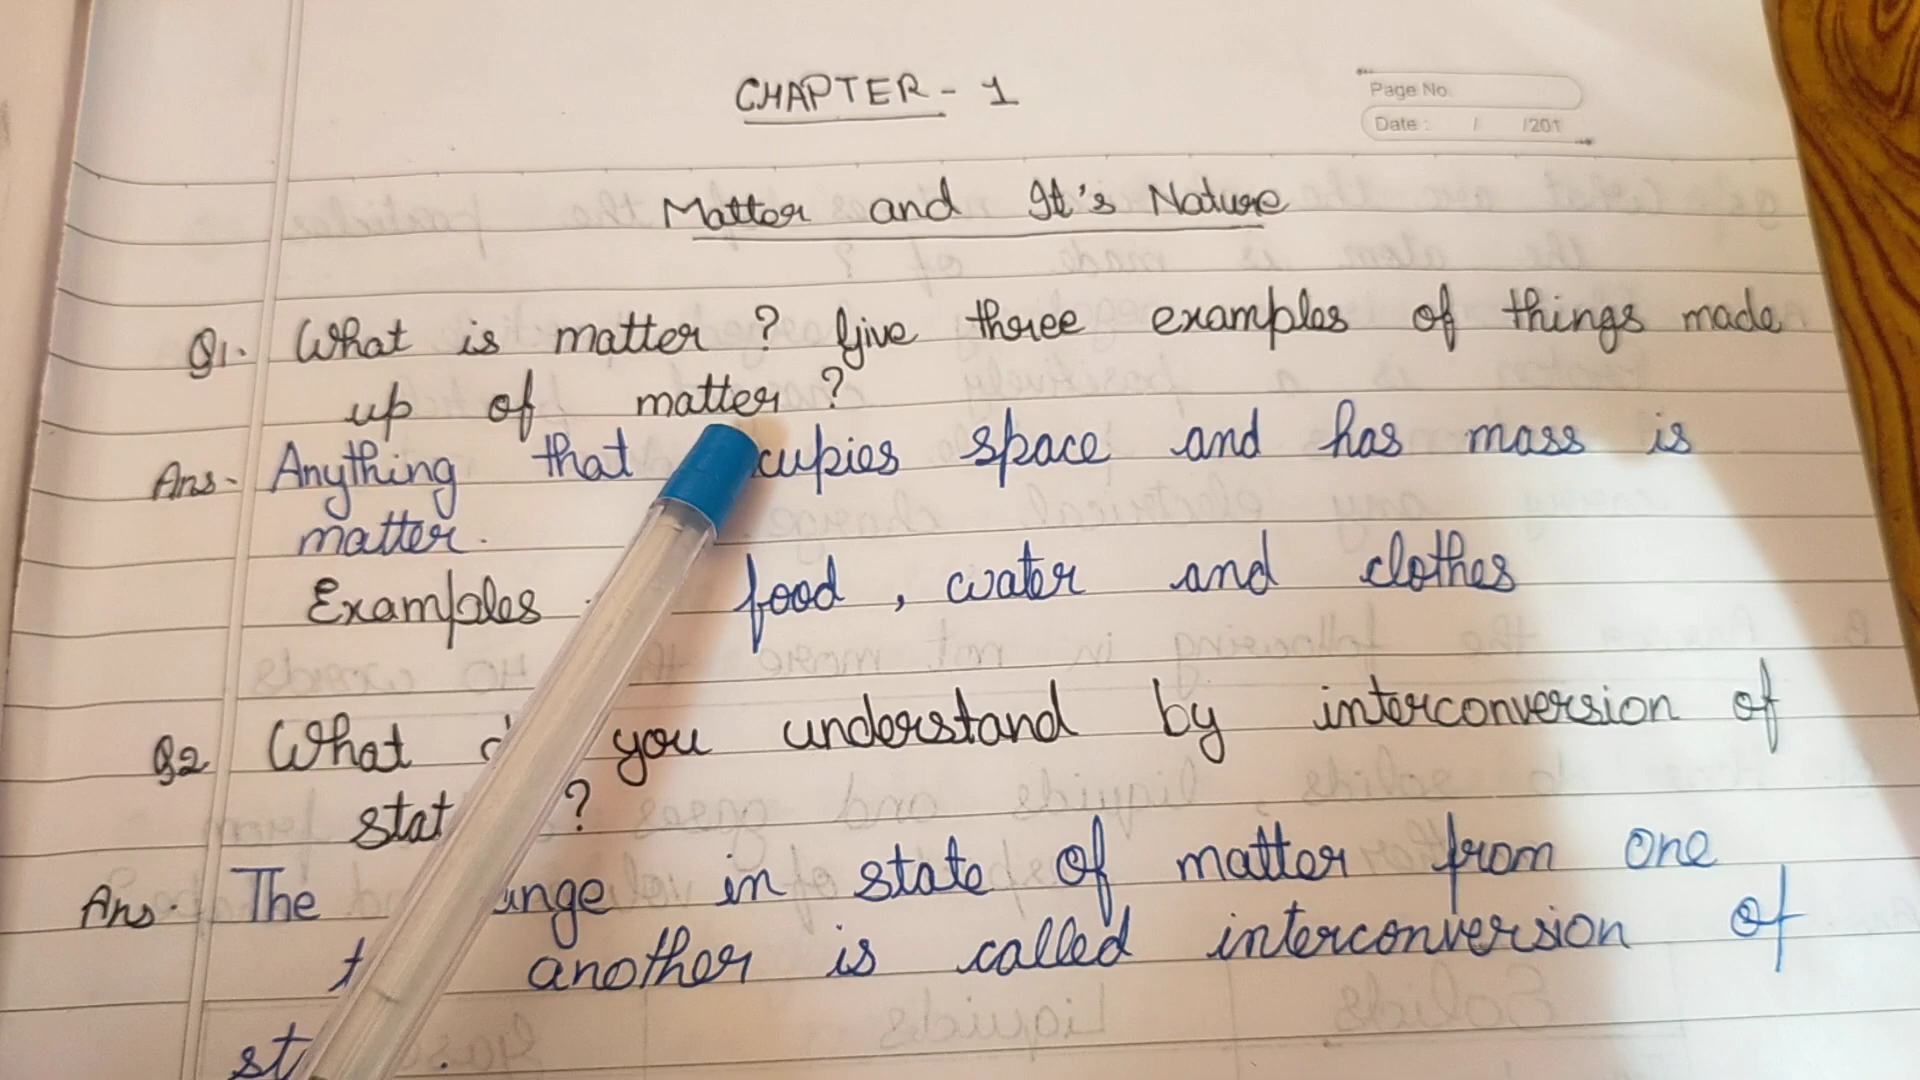 CHAPTER - 1
Page No.
Date : / /201
Matter and It's Nature
Q1. What is matter ? Give three examples of things made
up of matter ?
Ans. Anything that cupies space and has mass is
matter.
Examples food, water and clothes
Q2 What you understand by interconversion of
stat ?
Ans. The ange in state of matter from one
another is called interconversion of
st .